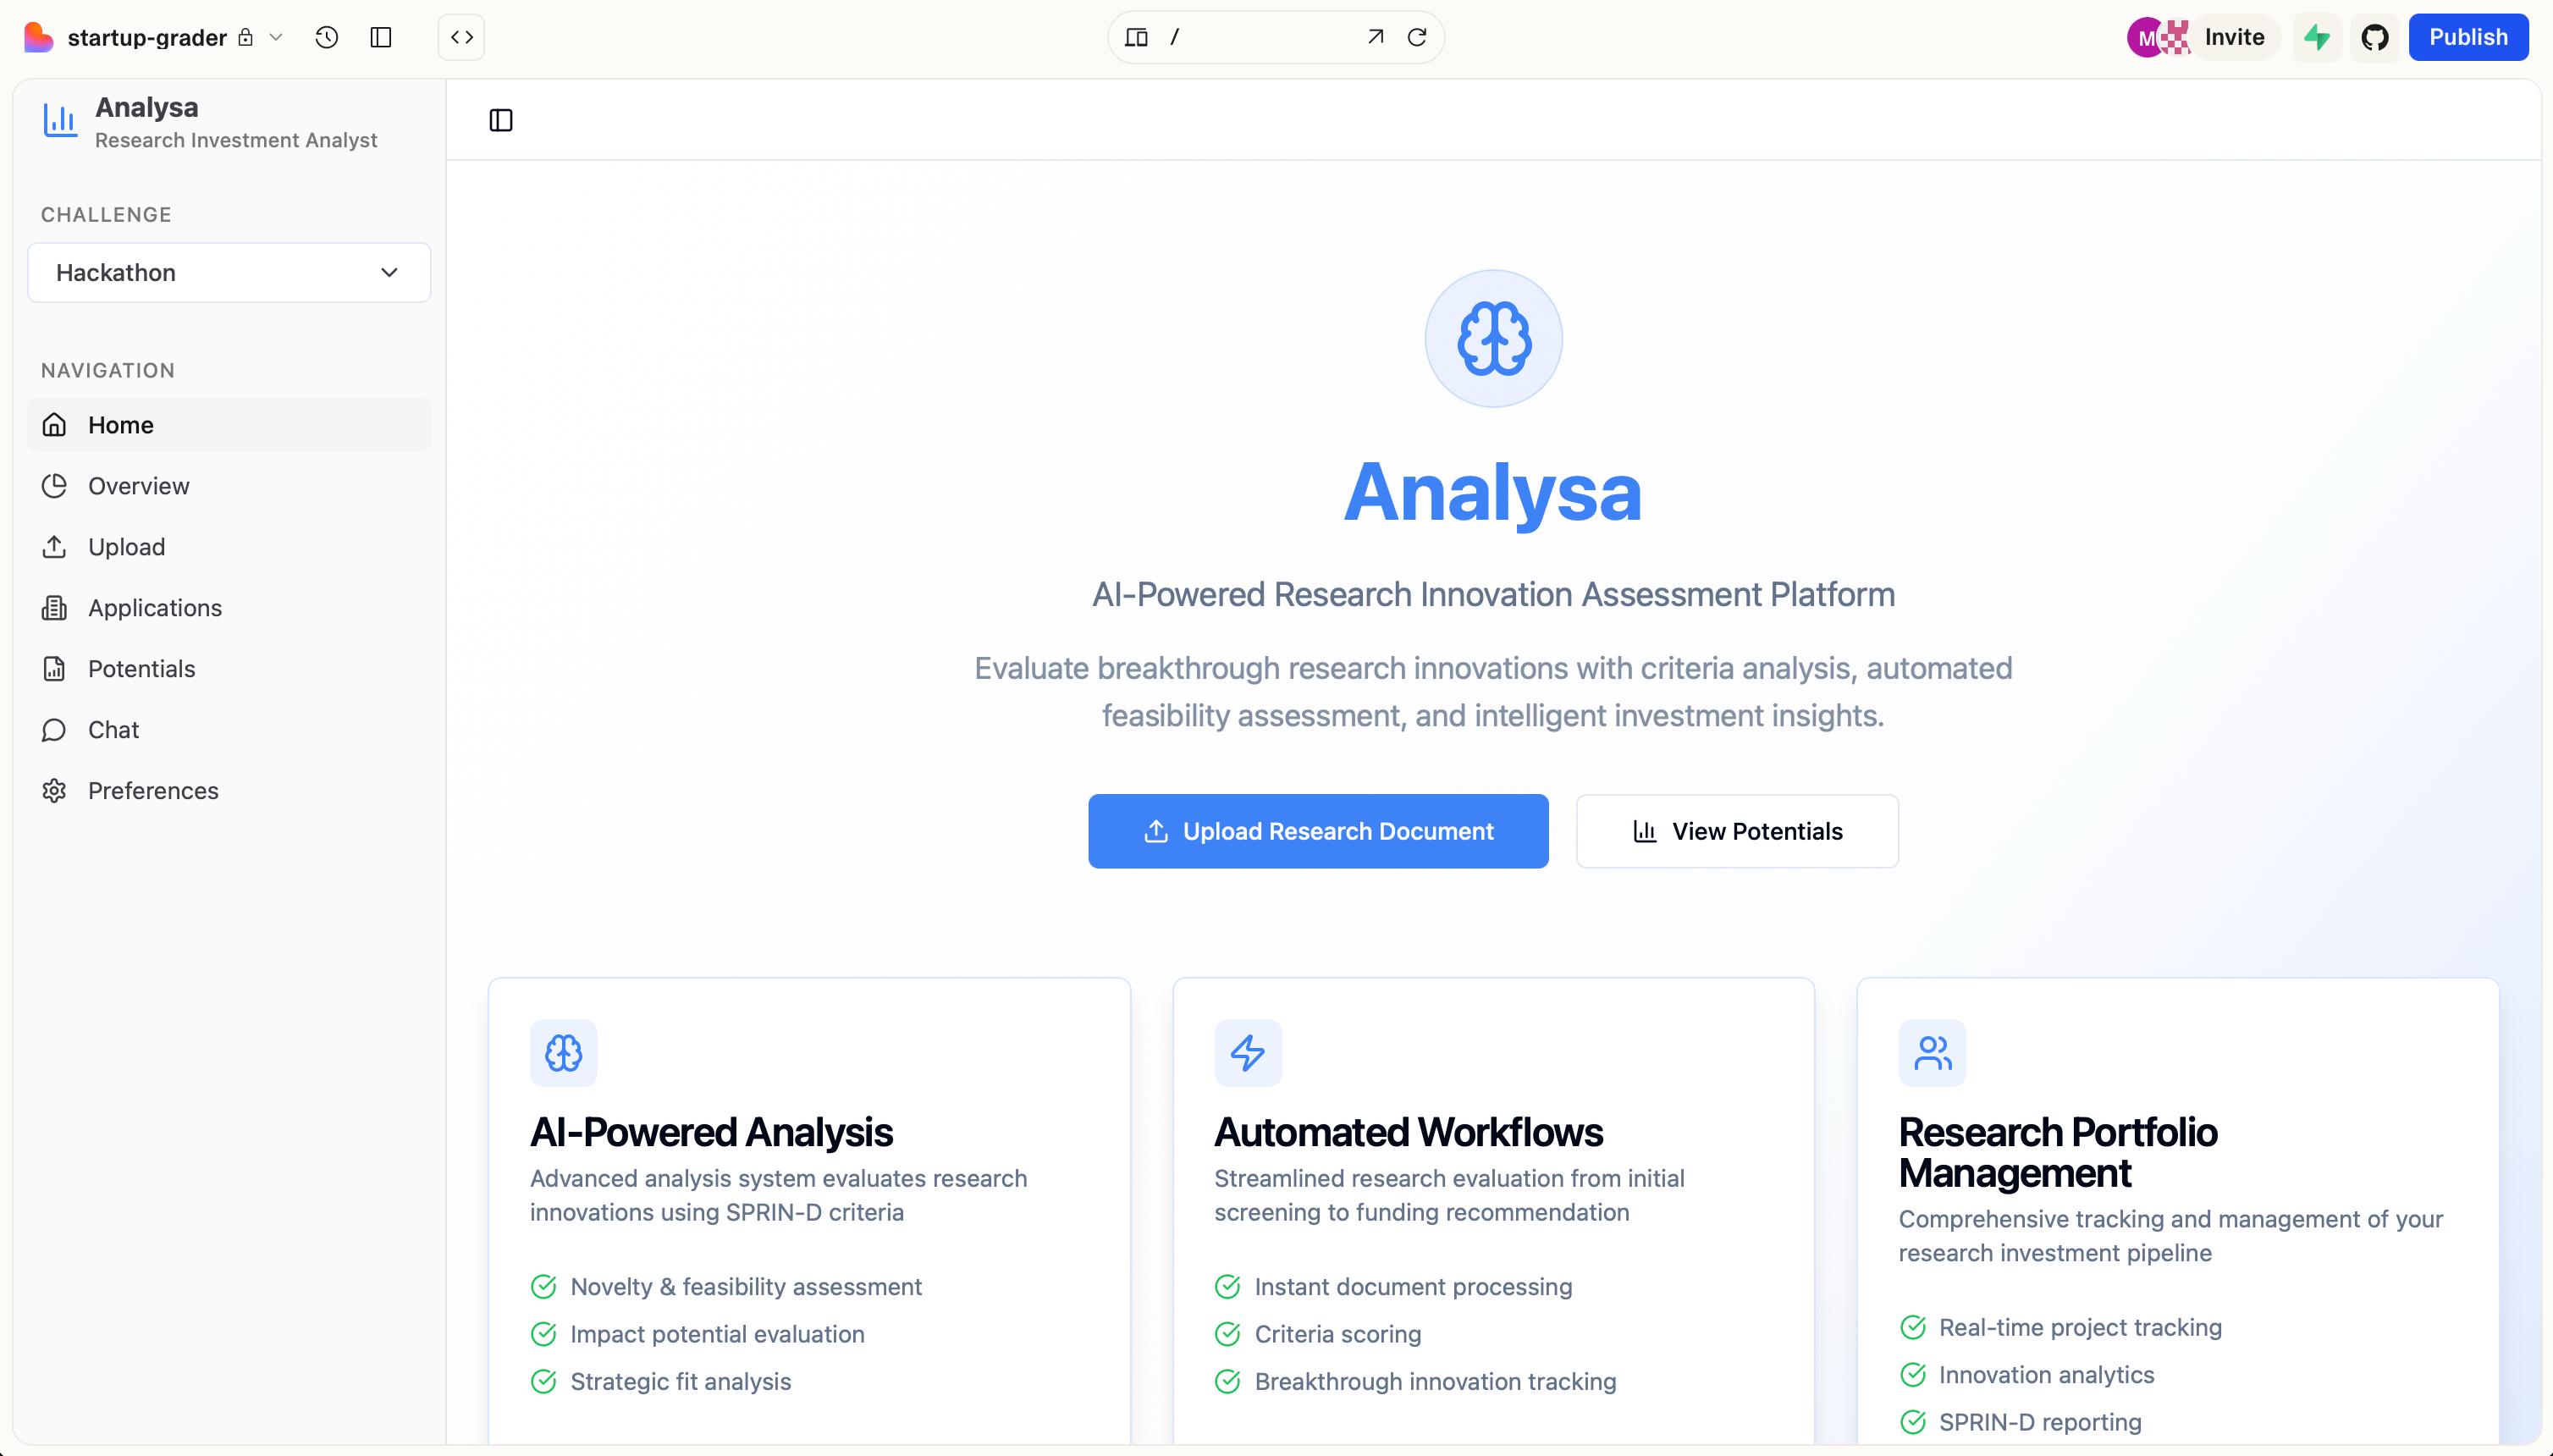 startup-grader
/
M
Invite
Publish
Analysa
Research Investment Analyst
CHALLENGE
Hackathon
NAVIGATION
Home
Overview
Upload
Applications
Potentials
Chat
Preferences
Analysa
AI-Powered Research Innovation Assessment Platform
Evaluate breakthrough research innovations with criteria analysis, automated
feasibility assessment, and intelligent investment insights.
Upload Research Document
View Potentials
AI-Powered Analysis
Advanced analysis system evaluates research
innovations using SPRIN-D criteria
Novelty & feasibility assessment
Impact potential evaluation
Strategic fit analysis
Automated Workflows
Streamlined research evaluation from initial
screening to funding recommendation
Instant document processing
Criteria scoring
Breakthrough innovation tracking
Research Portfolio
Management
Comprehensive tracking and management of your
research investment pipeline
Real-time project tracking
Innovation analytics
SPRIN-D reporting